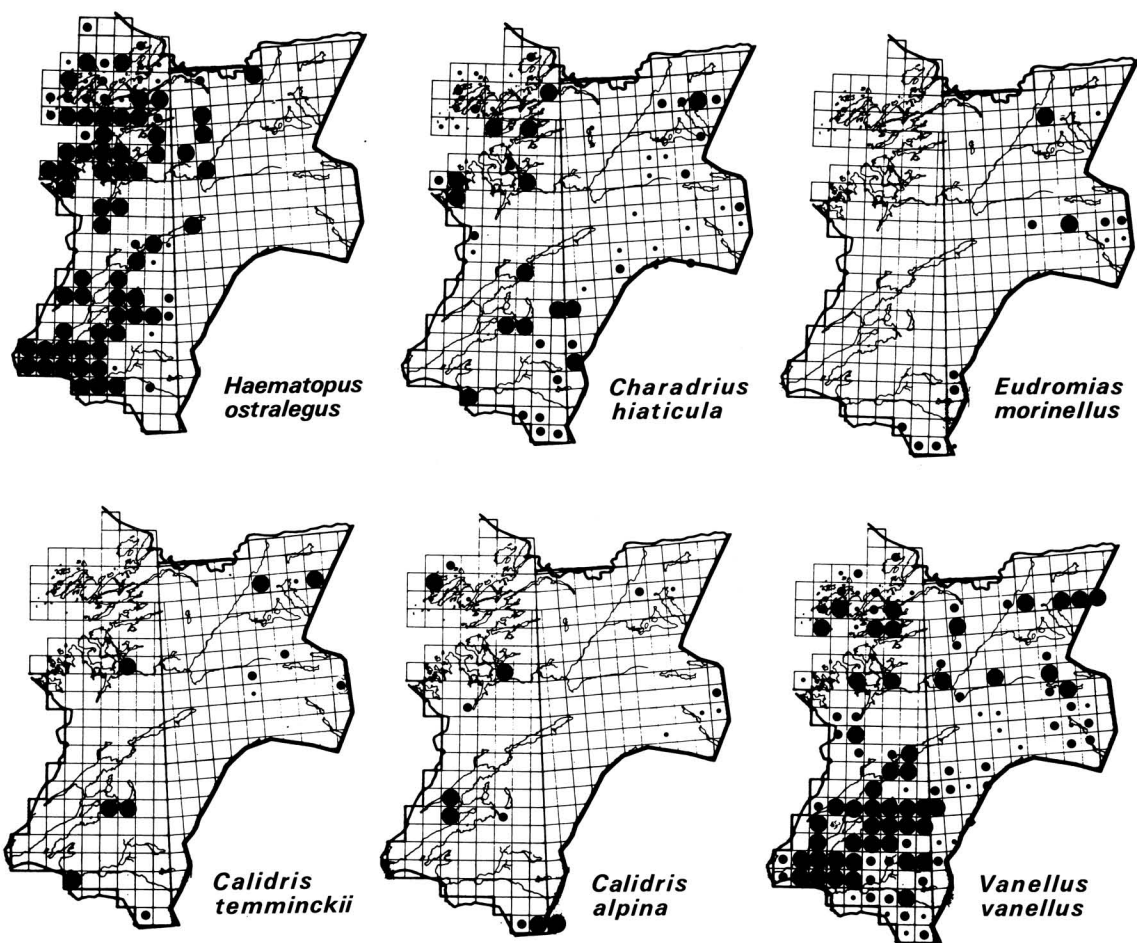 Haematopus
ostralegus
Charadrius
hiaticula
Eudromias
morinellus
Calidris
temminckii
Calidris
alpina
Vanellus
vanellus